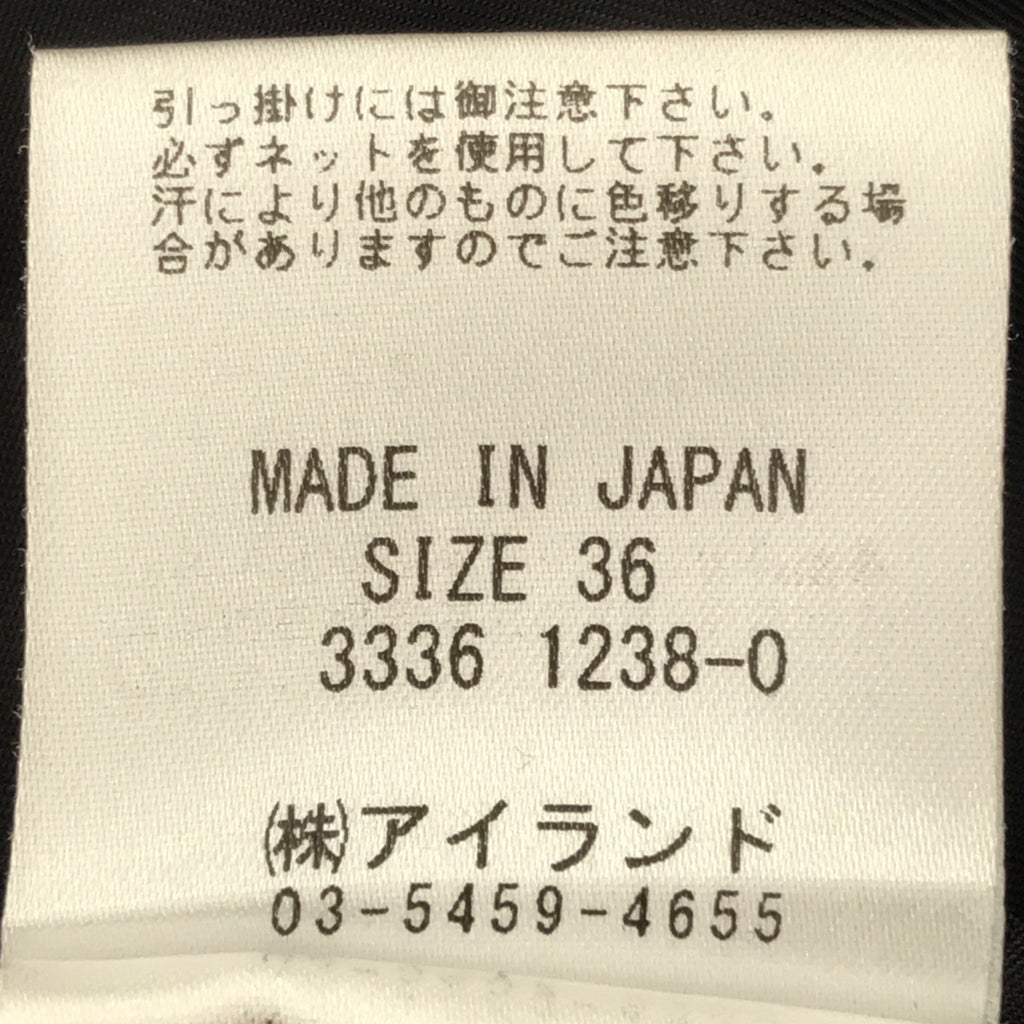 引っ掛けには御注意下さい。
必ずネットを使用して下さい。
汗により他のものに色移りする場
合がありますのでご注意下さい。
MADE IN JAPAN
SIZE 36
3336 1238-0
㈱アイランド
03-5459-4655